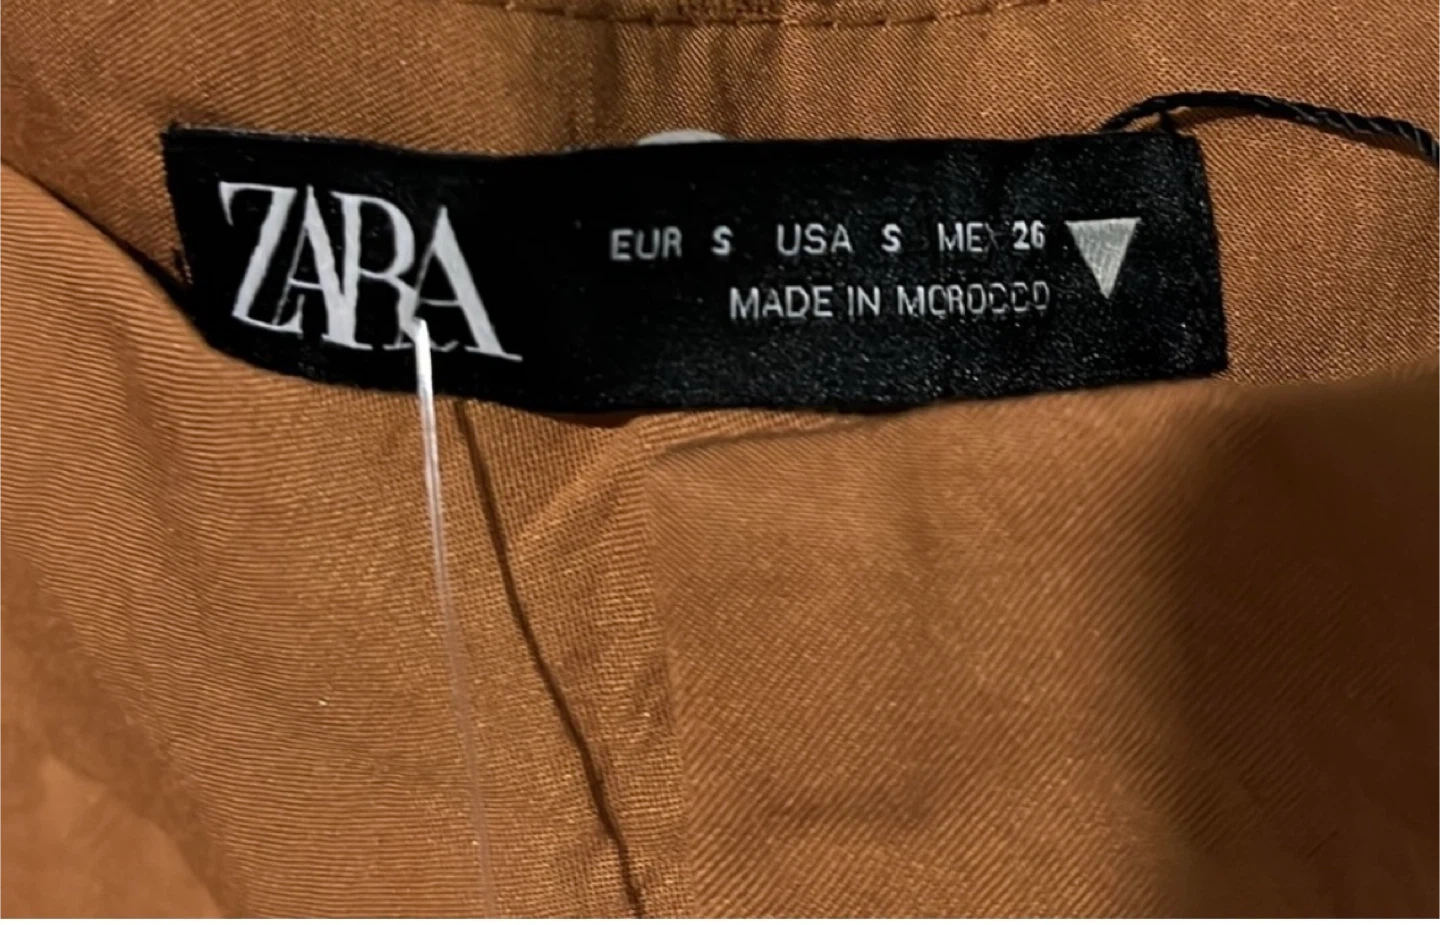 ZARA
EUR S USA S MEX 26
MADE IN MOROCCO